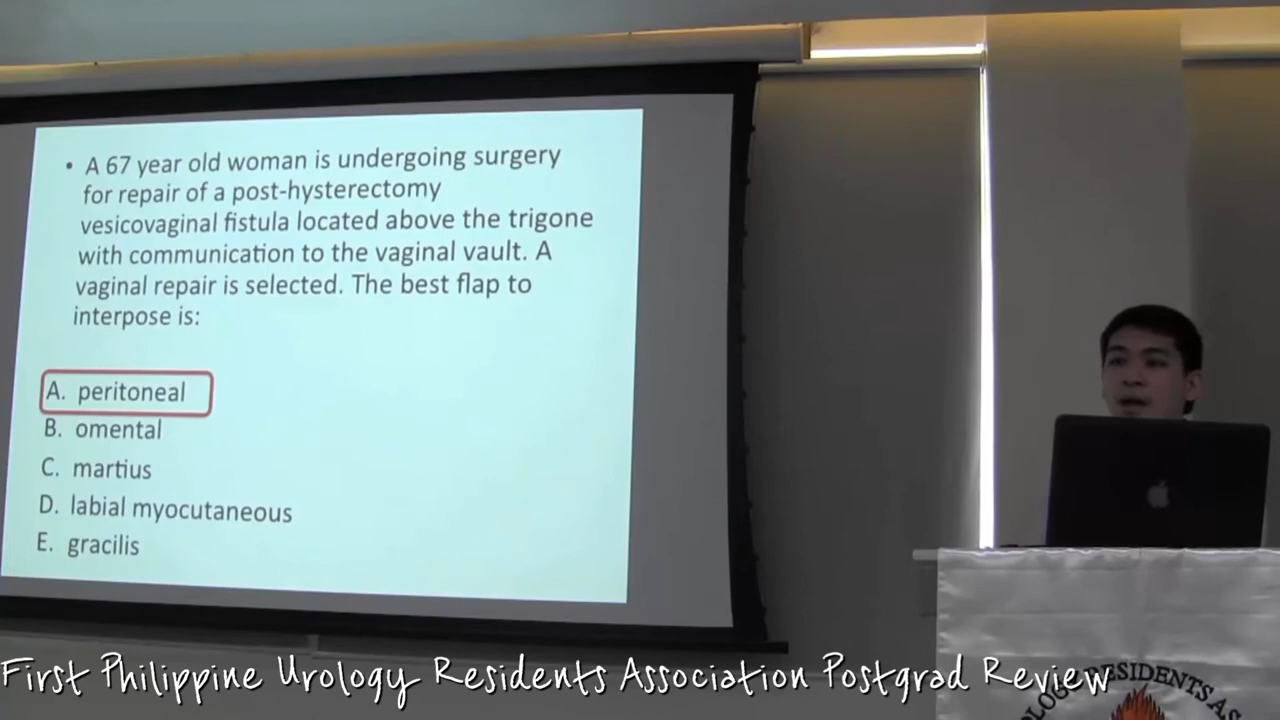 • A 67 year old woman is undergoing surgery
for repair of a post-hysterectomy
vesicovaginal fistula located above the trigone
with communication to the vaginal vault. A
vaginal repair is selected. The best flap to
interpose is:
A. peritoneal
B. omental
C. martius
D. labial myocutaneous
E. gracilis
First Philippine Urology Residents Association Postgrad Review
RESIDENTS